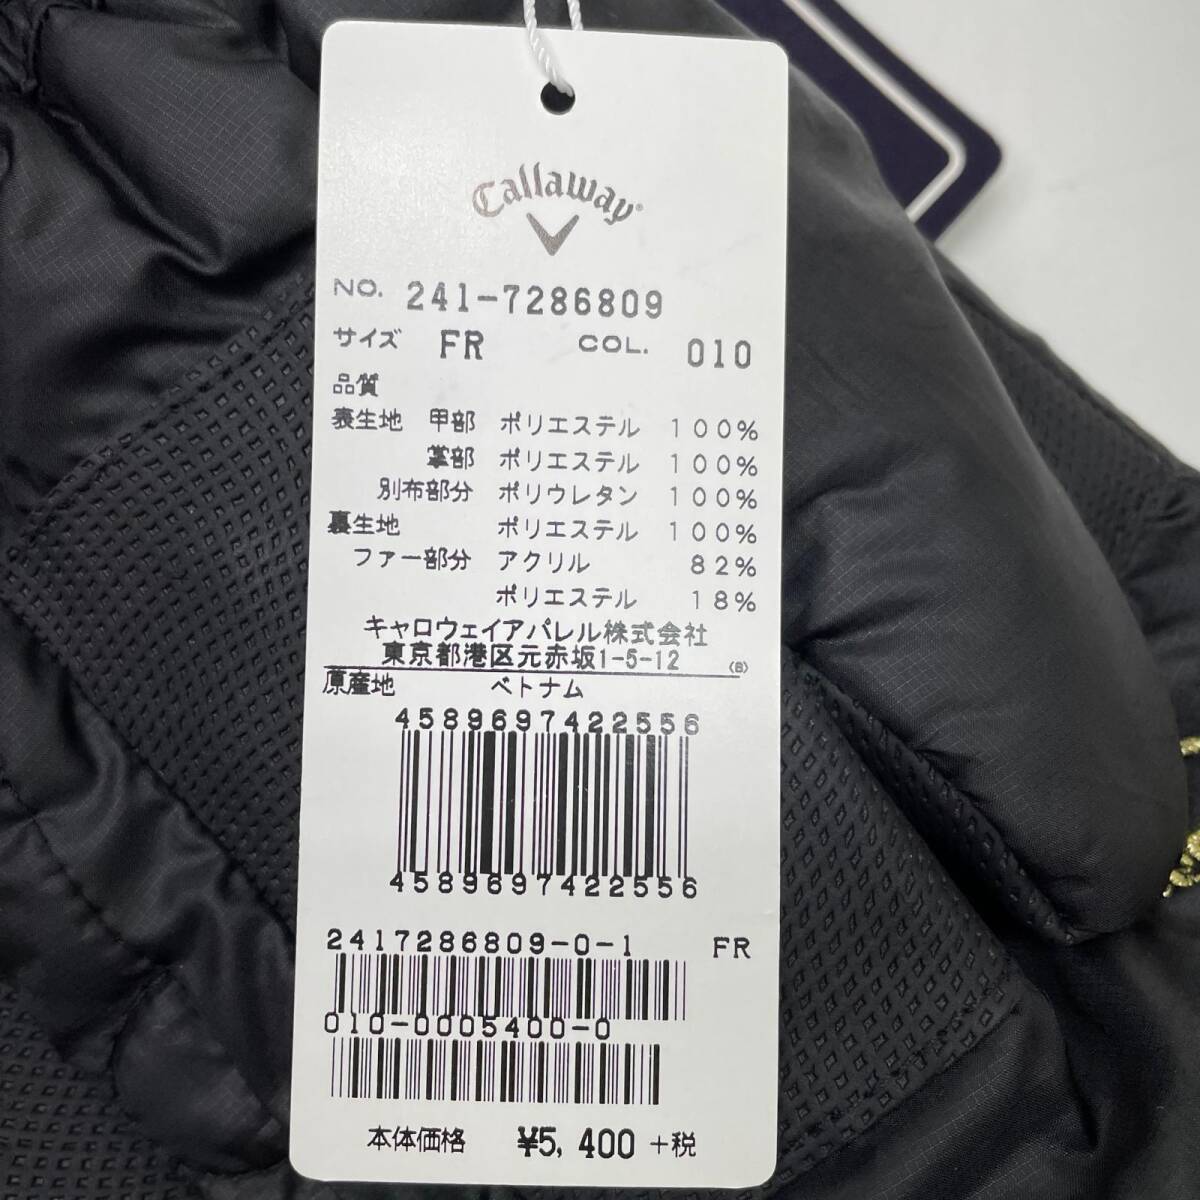 Callaway
NO. 241-7286809
サイズ FR COL. 010
品質
表生地 甲部 ポリエステル 100%
掌部 ポリエステル 100%
別布部分 ポリウレタン 100%
裏生地 ポリエステル 100%
ファー部分 アクリル 82%
ポリエステル 18%
キャロウェイアパレル株式会社
東京都港区元赤坂1-5-12 (B)
原産地 ベトナム
4589697422556
4589697422556
2417286809-0-1 FR
010-0005400-0
本体価格 ¥5,400 +税